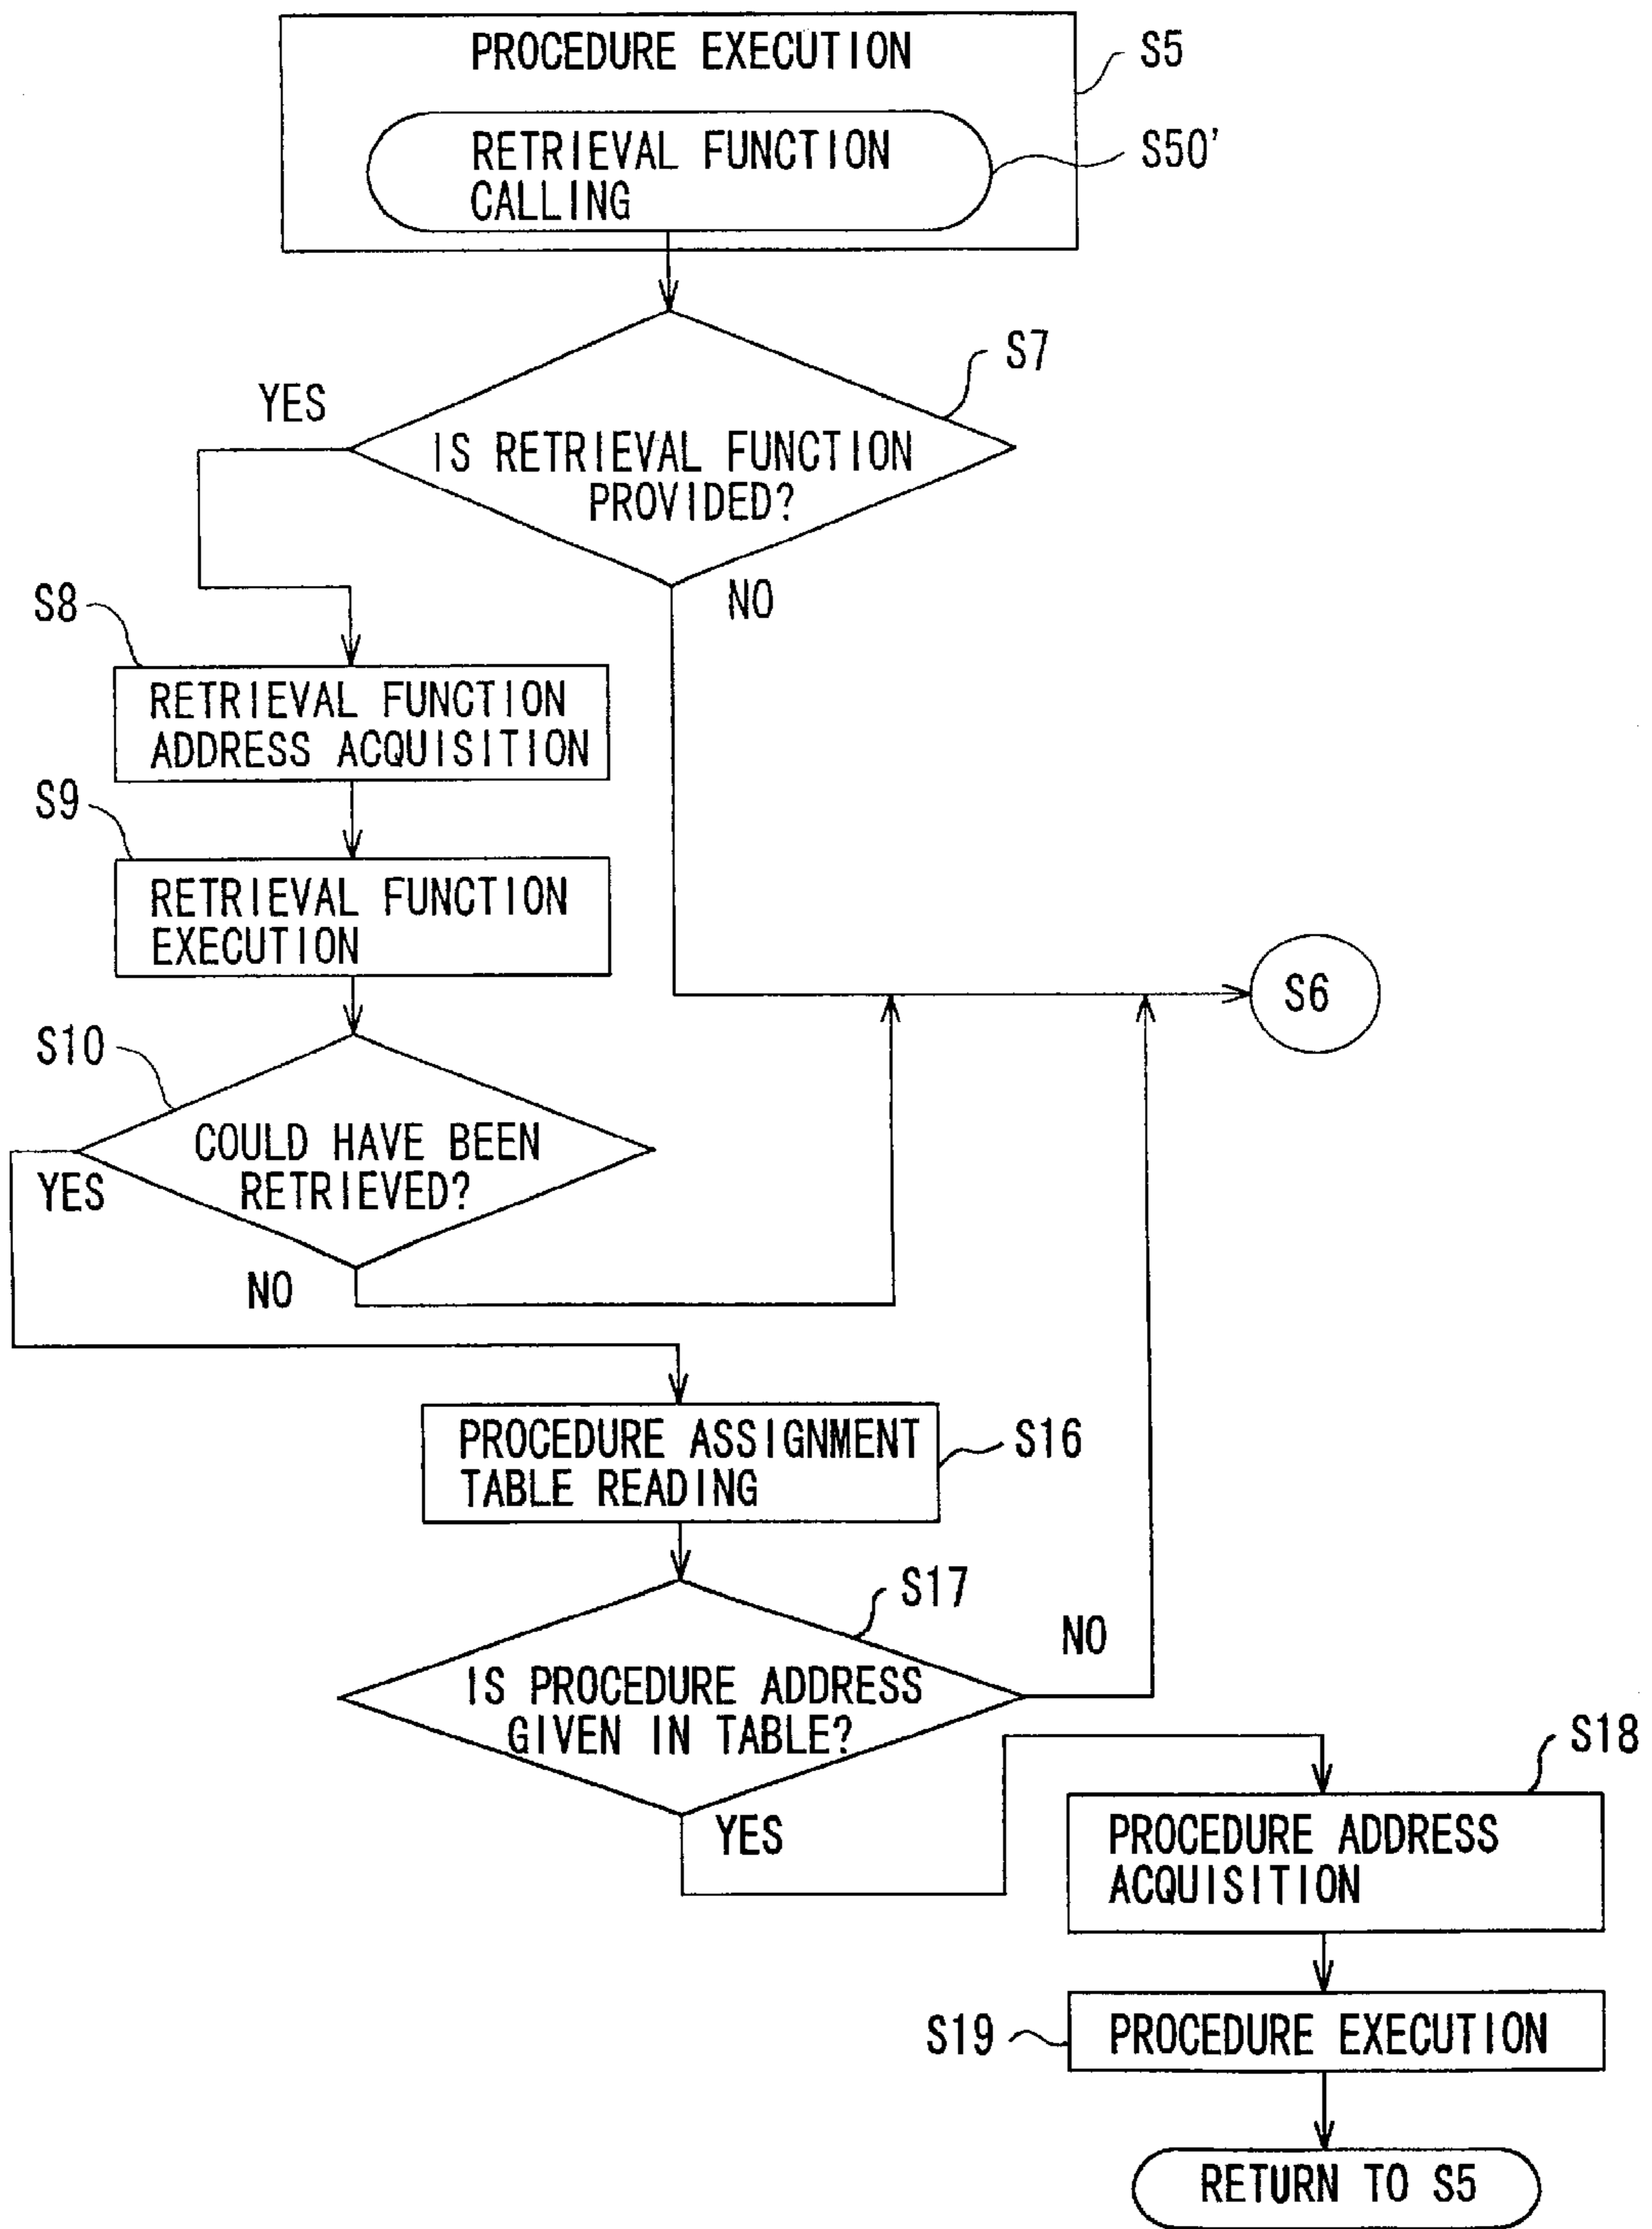 PROCEDURE EXECUTION
S5
RETRIEVAL FUNCTION
CALLING
S50'
S7
YES
IS RETRIEVAL FUNCTION
PROVIDED?
NO
S8
RETRIEVAL FUNCTION
ADDRESS ACQUISITION
S9
RETRIEVAL FUNCTION
EXECUTION
S6
S10
COULD HAVE BEEN
RETRIEVED?
YES
NO
PROCEDURE ASSIGNMENT
TABLE READING
S16
S17
NO
IS PROCEDURE ADDRESS
GIVEN IN TABLE?
YES
S18
PROCEDURE ADDRESS
ACQUISITION
S19
PROCEDURE EXECUTION
RETURN TO S5